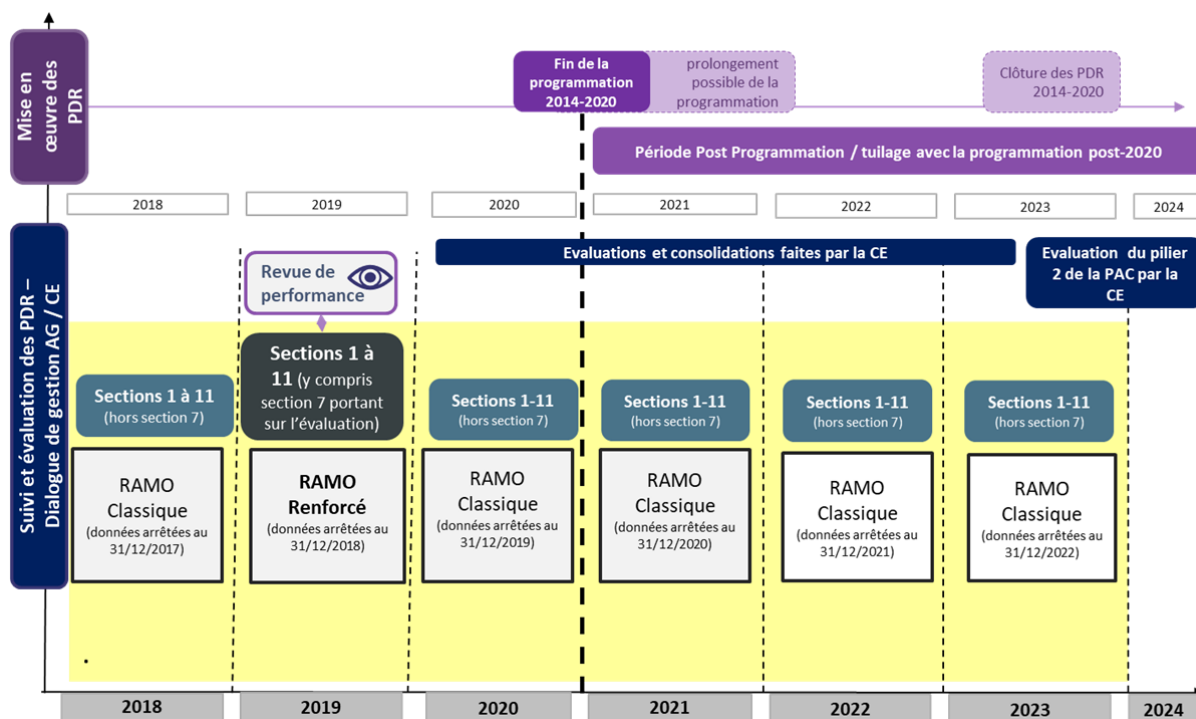 Mise en
œuvre des
PDR
Fin de la
programmation
2014-2020
prolongement
possible de la
programmation
Clôture des PDR
2014-2020
Période Post Programmation / tuilage avec la programmation post-2020
2018
2019
2020
2021
2022
2023
2024
Suivi et évaluation des PDR –
Dialogue de gestion AG / CE
Revue de
performance
Evaluations et consolidations faites par la CE
Evaluation du pilier
2 de la PAC par la
CE
Sections 1 à 11
(hors section 7)
Sections 1 à
11 (y compris
section 7 portant
sur l'évaluation)
Sections 1-11
(hors section 7)
Sections 1-11
(hors section 7)
Sections 1-11
(hors section 7)
Sections 1-11
(hors section 7)
RAMO
Classique
(données arrêtées au
31/12/2017)
RAMO
Renforcé
(données arrêtées au
31/12/2018)
RAMO
Classique
(données arrêtées au
31/12/2019)
RAMO
Classique
(données arrêtées au
31/12/2020)
RAMO
Classique
(données arrêtées au
31/12/2021)
RAMO
Classique
(données arrêtées au
31/12/2022)
.
2018
2019
2020
2021
2022
2023
2024